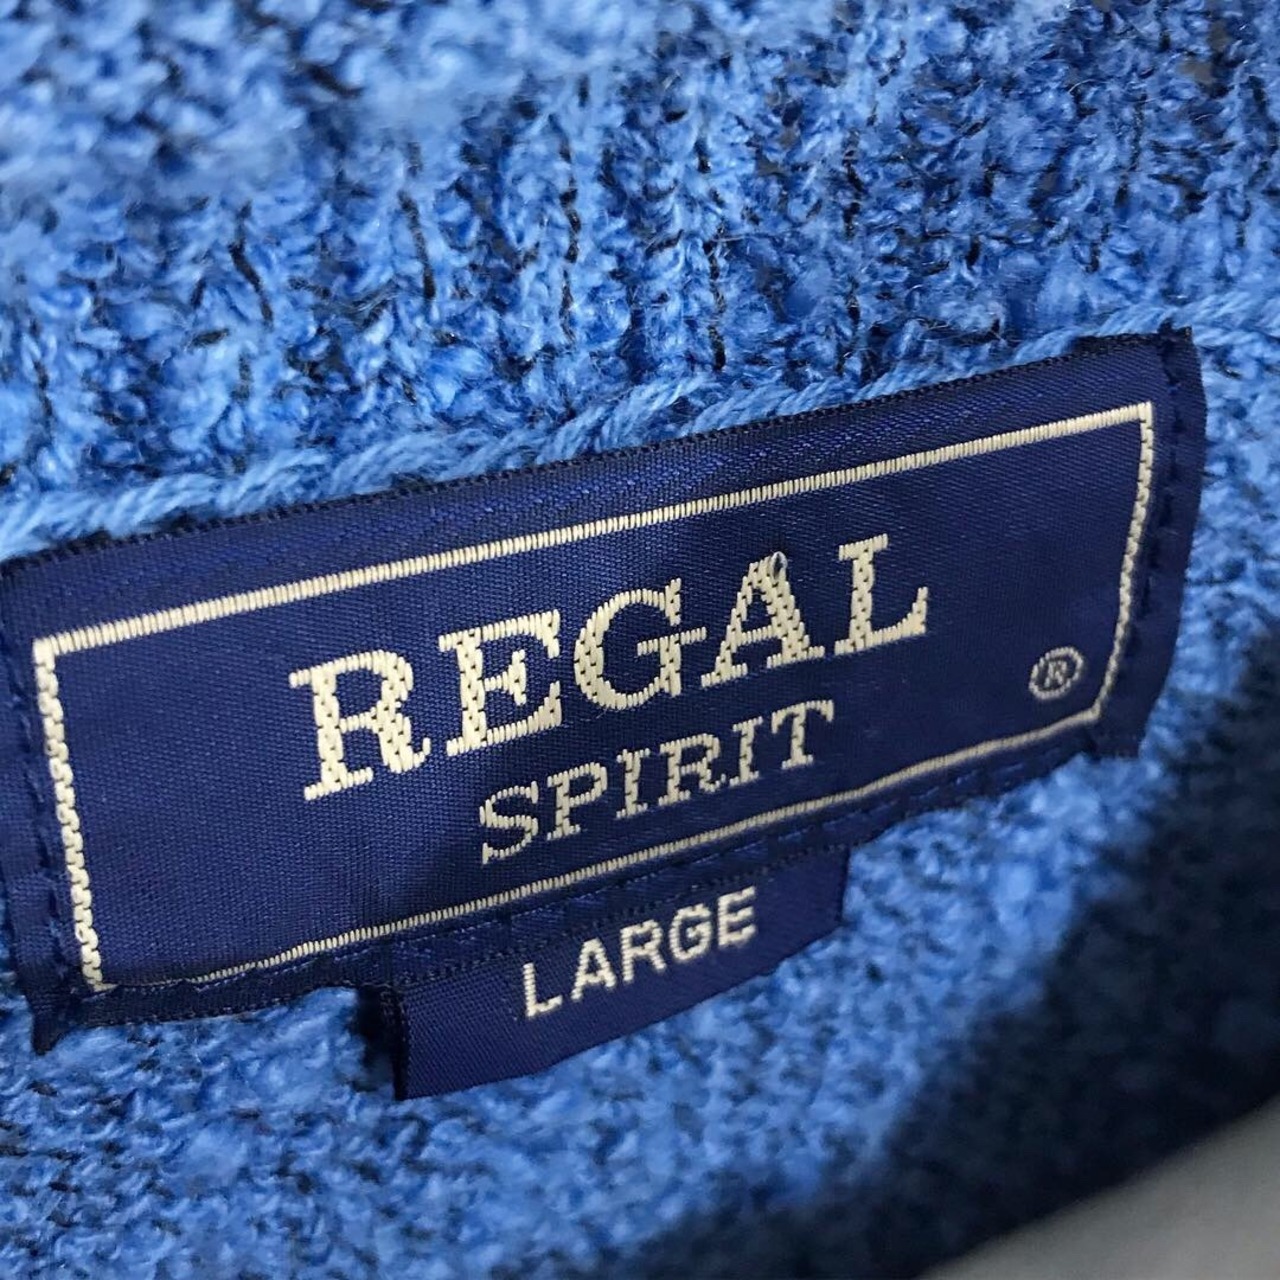 REGAL
SPIRIT
®
LARGE